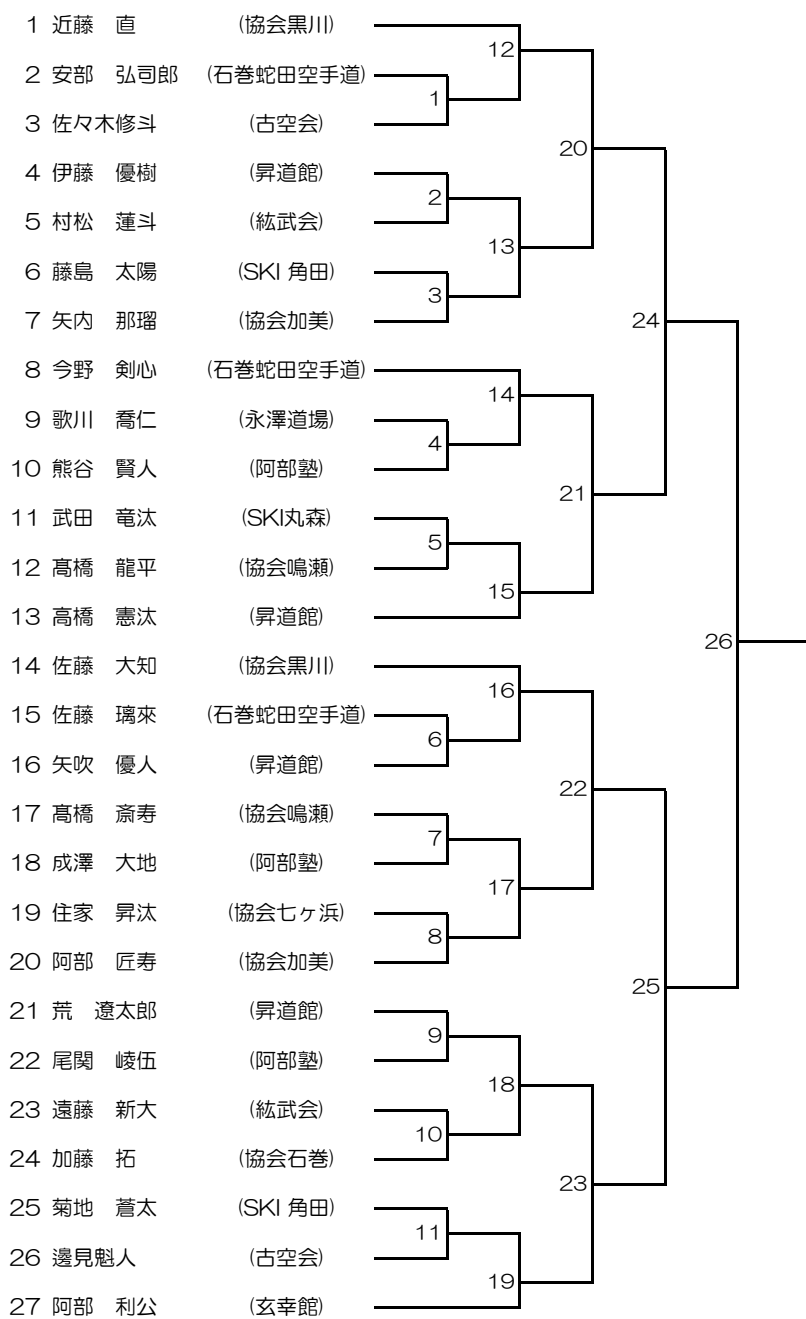 1 近藤　直 (協会黒川)
12
2 安部　弘司郎 (石巻蛇田空手道)
1
3 佐々木修斗 (古空会)
20
4 伊藤　優樹 (昇道館)
2
5 村松　蓮斗 (紘武会)
13
6 藤島　太陽 (SKI 角田)
3
7 矢内　那瑠 (協会加美)
24
8 今野　剣心 (石巻蛇田空手道)
14
9 歌川　喬仁 (永澤道場)
4
10 熊谷　賢人 (阿部塾)
21
11 武田　竜汰 (SKI丸森)
5
12 髙橋　龍平 (協会鳴瀬)
15
13 高橋　憲汰 (昇道館)
26
14 佐藤　大知 (協会黒川)
16
15 佐藤　璃來 (石巻蛇田空手道)
6
16 矢吹　優人 (昇道館)
22
17 髙橋　斎寿 (協会鳴瀬)
7
18 成澤　大地 (阿部塾)
17
19 住家　昇汰 (協会七ヶ浜)
8
20 阿部　匠寿 (協会加美)
25
21 荒　遼太郎 (昇道館)
9
22 尾関　崚伍 (阿部塾)
18
23 遠藤　新大 (紘武会)
10
24 加藤　拓 (協会石巻)
23
25 菊地　蒼太 (SKI 角田)
11
26 邊見魁人 (古空会)
19
27 阿部　利公 (玄幸館)